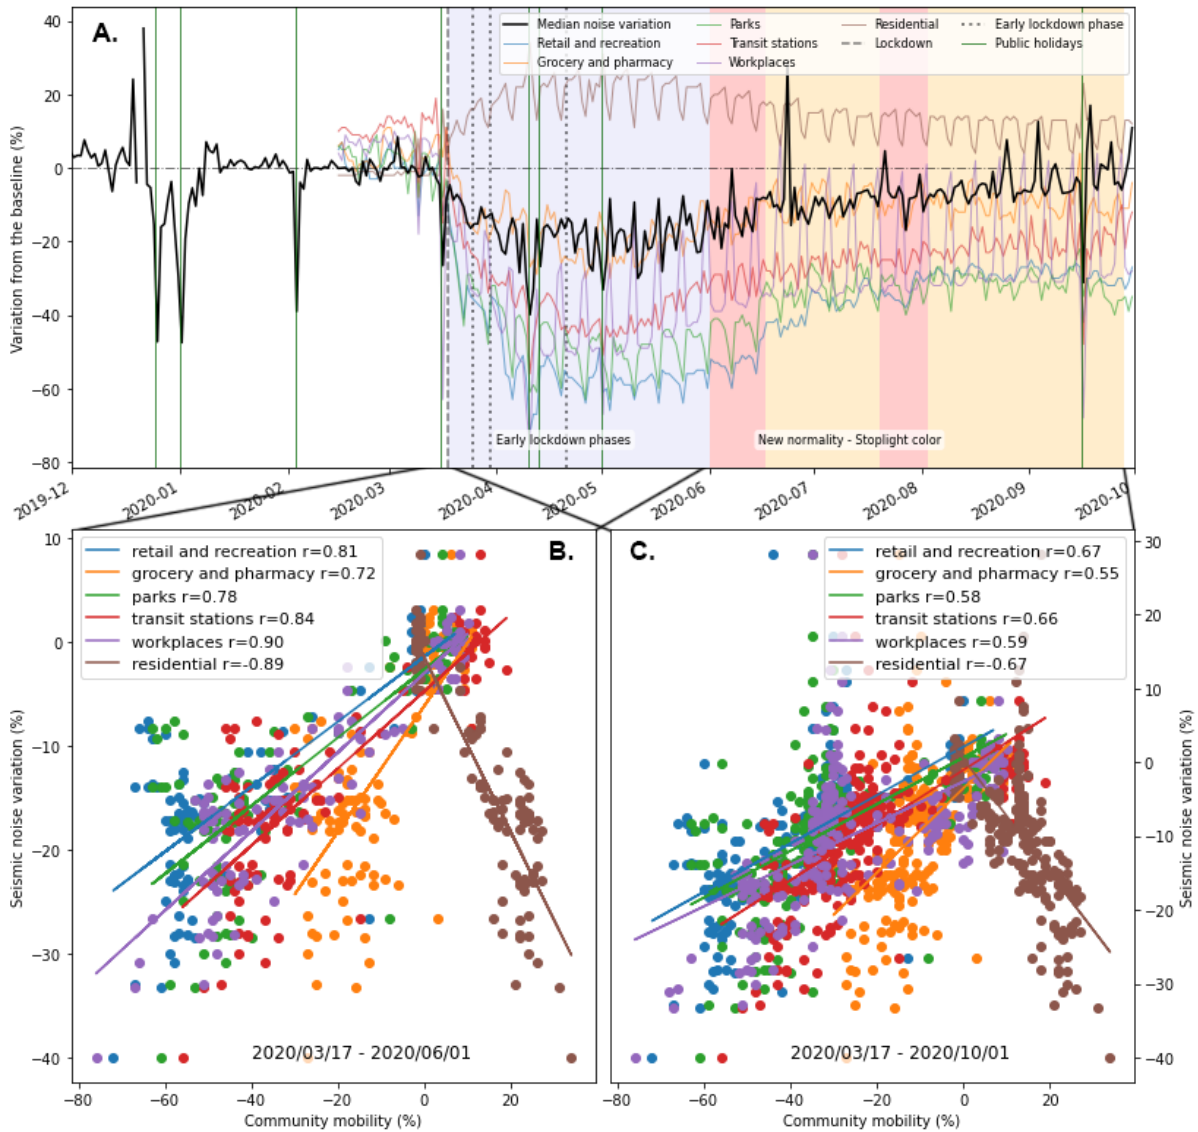 A.
Median noise variation
Retail and recreation
Grocery and pharmacy
Parks
Transit stations
Workplaces
Residential
Lockdown
Early lockdown phase
Public holidays
Variation from the baseline (%)
40
20
0
−20
−40
−60
−80
Early lockdown phases
New normality - Stoplight color
2019-12
2020-01
2020-02
2020-03
2020-04
2020-05
2020-06
2020-07
2020-08
2020-09
2020-10
B.
retail and recreation r=0.81
grocery and pharmacy r=0.72
parks r=0.78
transit stations r=0.84
workplaces r=0.90
residential r=-0.89
Seismic noise variation (%)
10
0
−10
−20
−30
−40
2020/03/17 - 2020/06/01
−80
−60
−40
−20
0
20
Community mobility (%)
C.
retail and recreation r=0.67
grocery and pharmacy r=0.55
parks r=0.58
transit stations r=0.66
workplaces r=0.59
residential r=-0.67
30
20
10
0
−10
−20
−30
−40
Seismic noise variation (%)
2020/03/17 - 2020/10/01
−80
−60
−40
−20
0
20
Community mobility (%)